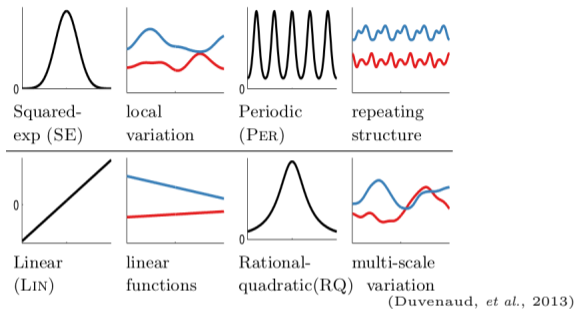 0
0
Squared-
exp (SE)
local
variation
Periodic
(PER)
repeating
structure
0
0
Linear
(LIN)
linear
functions
Rational-
quadratic(RQ)
multi-scale
variation
(Duvenaud, et al., 2013)